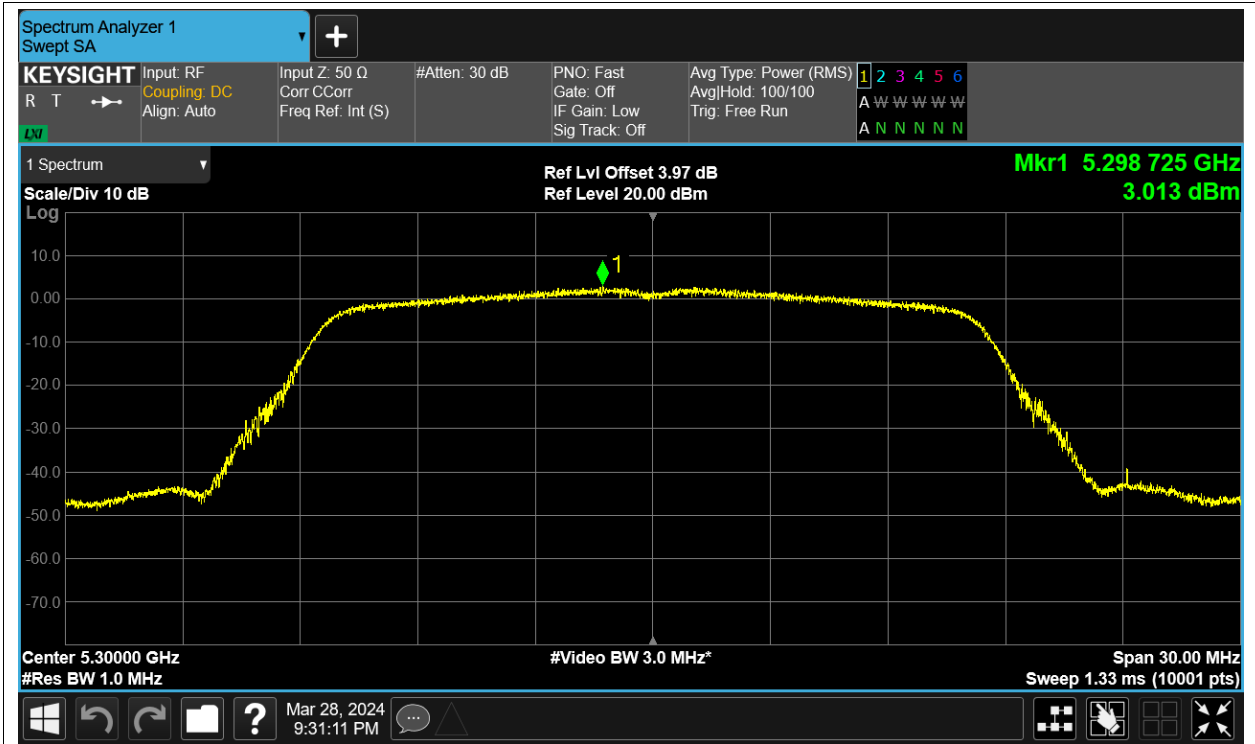 Spectrum Analyzer 1
Swept SA
KEYSIGHT
R T
LXI
Input: RF
Coupling: DC
Align: Auto
Input Z: 50 Ω
Corr CCorr
Freq Ref: Int (S)
#Atten: 30 dB
PNO: Fast
Gate: Off
IF Gain: Low
Sig Track: Off
Avg Type: Power (RMS)
Avg|Hold: 100/100
Trig: Free Run
1 2 3 4 5 6
A W W W W W
A N N N N N
1 Spectrum
Scale/Div 10 dB
Log
Ref Lvl Offset 3.97 dB
Ref Level 20.00 dBm
Mkr1 5.298 725 GHz
3.013 dBm
1
10.0
0.00
-10.0
-20.0
-30.0
-40.0
-50.0
-60.0
-70.0
Center 5.30000 GHz
#Res BW 1.0 MHz
#Video BW 3.0 MHz*
Span 30.00 MHz
Sweep 1.33 ms (10001 pts)
?
Mar 28, 2024
9:31:11 PM